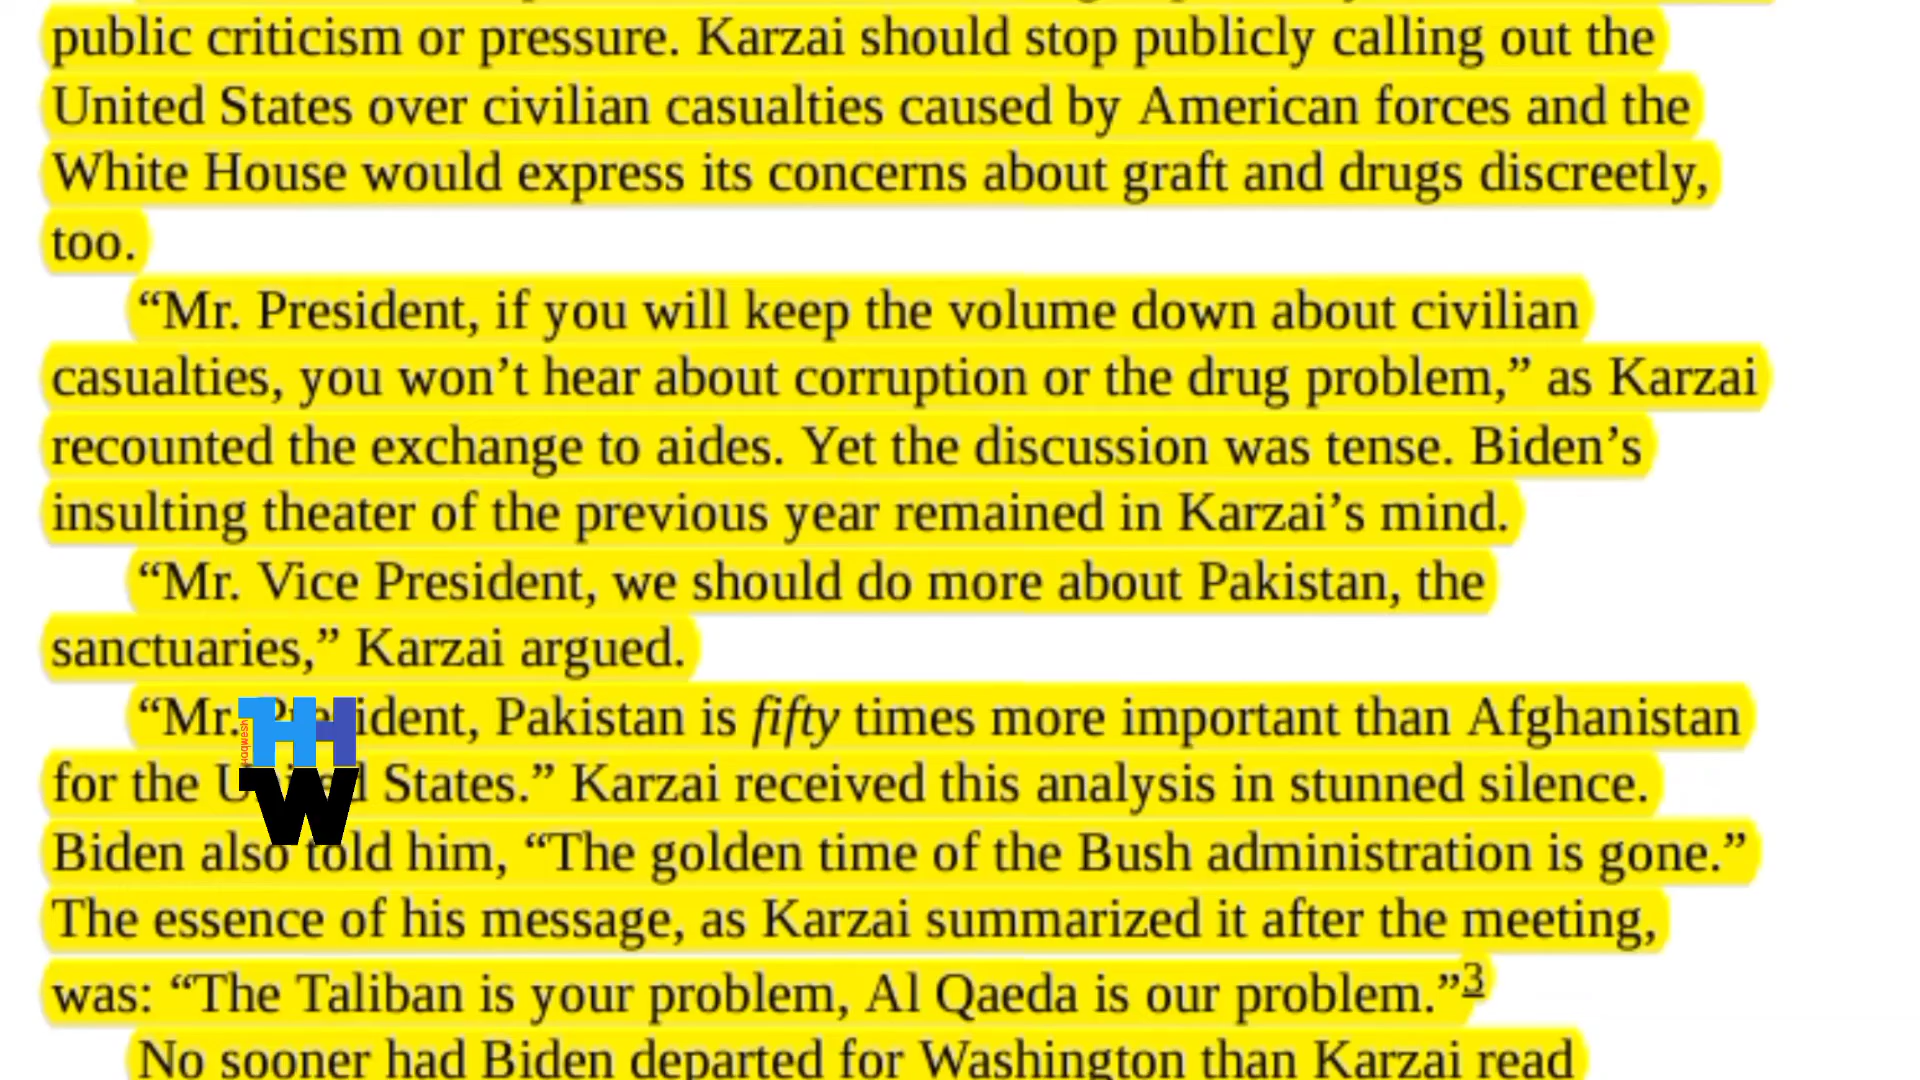 public criticism or pressure. Karzai should stop publicly calling out the
United States over civilian casualties caused by American forces and the
White House would express its concerns about graft and drugs discreetly,
too.
“Mr. President, if you will keep the volume down about civilian
casualties, you won’t hear about corruption or the drug problem,” as Karzai
recounted the exchange to aides. Yet the discussion was tense. Biden’s
insulting theater of the previous year remained in Karzai’s mind.
“Mr. Vice President, we should do more about Pakistan, the
sanctuaries,” Karzai argued.
“Mr. President, Pakistan is fifty times more important than Afghanistan
for the United States.” Karzai received this analysis in stunned silence.
Biden also told him, “The golden time of the Bush administration is gone.”
The essence of his message, as Karzai summarized it after the meeting,
was: “The Taliban is your problem, Al Qaeda is our problem.”3
No sooner had Biden departed for Washington than Karzai read
HH
W